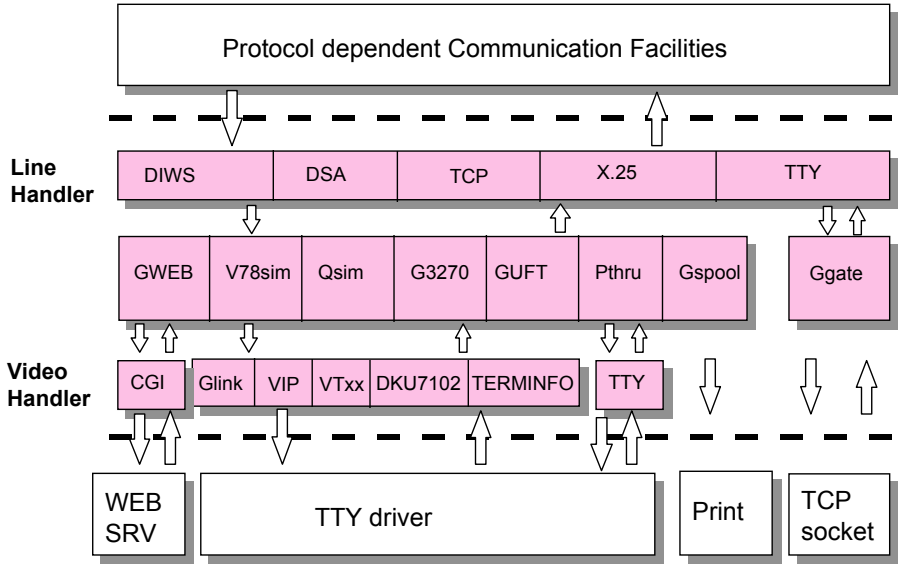 Protocol dependent Communication Facilities
Line
Handler
DIWS
DSA
TCP
X.25
TTY
GWEB
V78sim
Qsim
G3270
GUFT
Pthru
Gspool
Ggate
Video
Handler
CGI
Glink
VIP
VTxx
DKU7102
TERMINFO
TTY
WEB
SRV
TTY driver
Print
TCP
socket